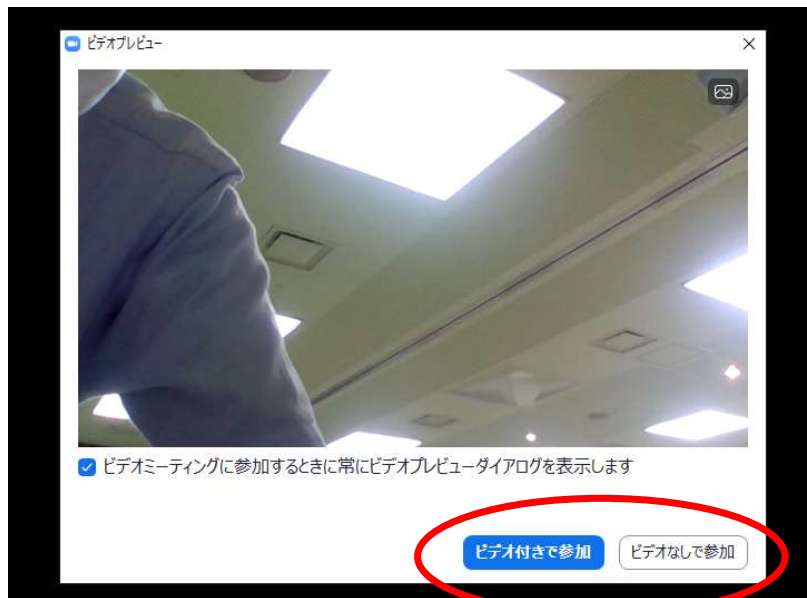 ビデオプレビュー
ビデオミーティングに参加するときに常にビデオプレビューダイアログを表示します
ビデオ付きで参加
ビデオなしで参加